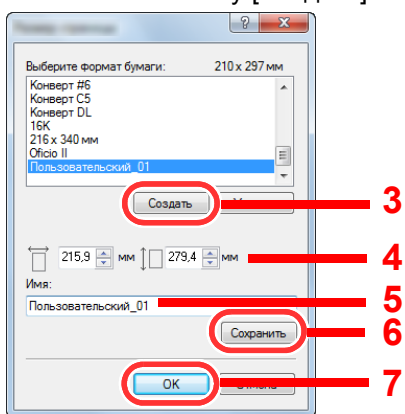 Выберите формат бумаги: 210 x 297 мм
Конверт #6
Конверт C5
Конверт DL
16K
216 x 340 мм
Oficio II
Пользовательский_01
Создать 3
215,9 мм 279,4 мм 4
Имя:
Пользовательский_01 5
Сохранить 6
OK 7